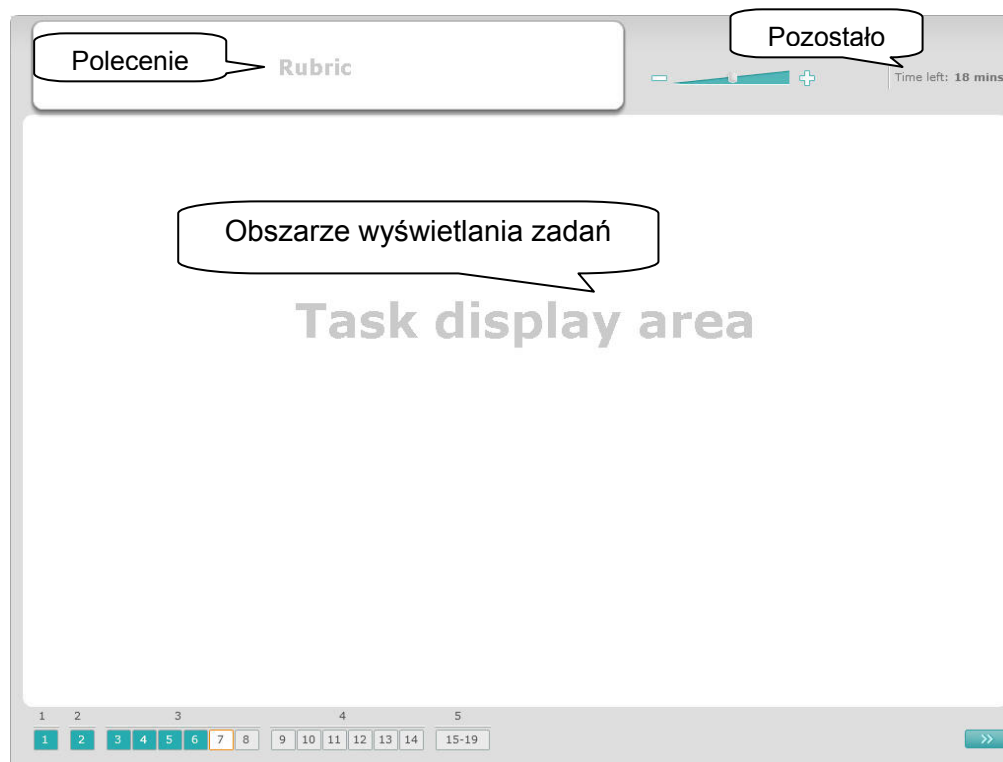 Polecenie
Rubric
Pozostało
Time left: 18 mins
Obszarze wyświetlania zadań
Task display area
1 2 3 4 5
1 2 3 4 5 6 7 8 9 10 11 12 13 14 15-19